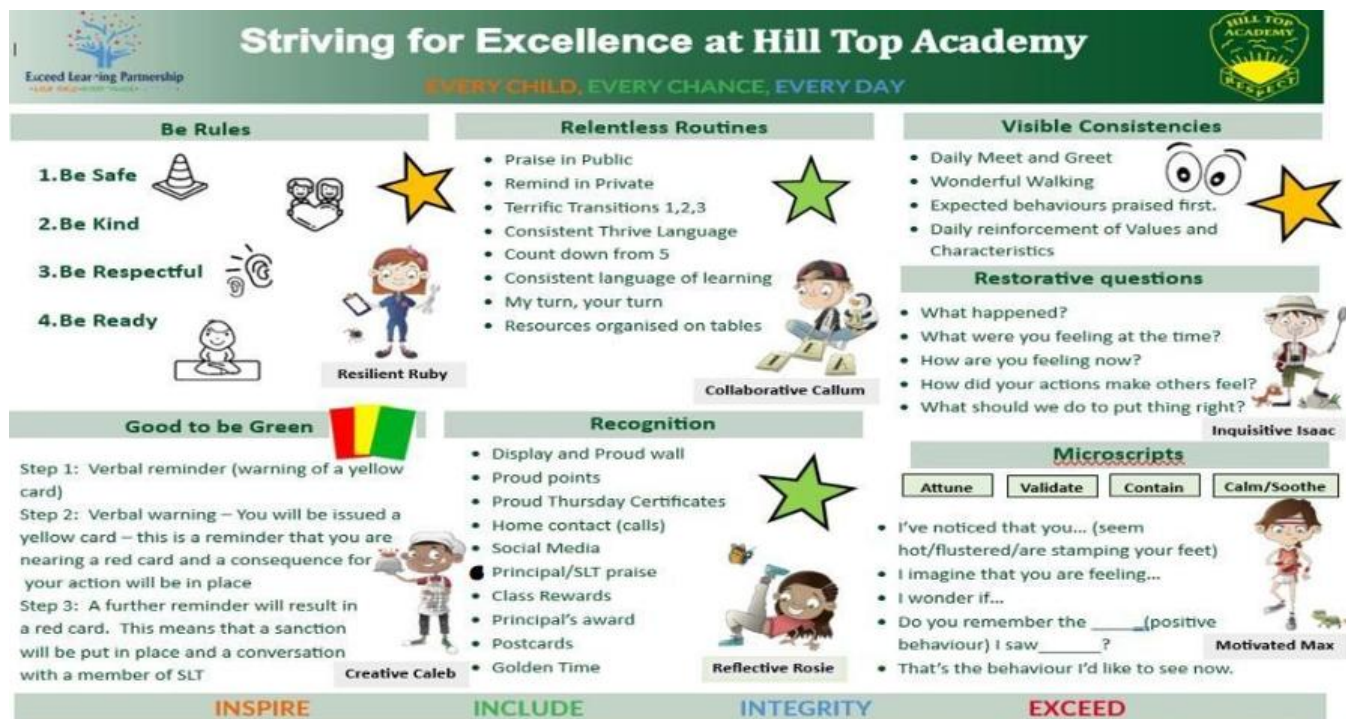 Striving for Excellence at Hill Top Academy
EVERY CHILD, EVERY CHANCE, EVERY DAY
Exceed Learning Partnership
HILL TOP
ACADEMY
RESPECT
Be Rules
1.Be Safe
2.Be Kind
3.Be Respectful
4.Be Ready
Resilient Ruby
Relentless Routines
• Praise in Public
• Remind in Private
• Terrific Transitions 1,2,3
• Consistent Thrive Language
• Count down from 5
• Consistent language of learning
• My turn, your turn
• Resources organised on tables
Collaborative Callum
Visible Consistencies
• Daily Meet and Greet
• Wonderful Walking
• Expected behaviours praised first.
• Daily reinforcement of Values and
Characteristics
Restorative questions
• What happened?
• What were you feeling at the time?
• How are you feeling now?
• How did your actions make others feel?
• What should we do to put thing right?
Inquisitive Isaac
Good to be Green
Step 1: Verbal reminder (warning of a yellow
card)
Step 2: Verbal warning – You will be issued a
yellow card – this is a reminder that you are
nearing a red card and a consequence for
your action will be in place
Step 3: A further reminder will result in
a red card. This means that a sanction
will be put in place and a conversation
with a member of SLT
Creative Caleb
Recognition
• Display and Proud wall
• Proud points
• Proud Thursday Certificates
• Home contact (calls)
• Social Media
• Principal/SLT praise
• Class Rewards
• Principal's award
• Postcards
• Golden Time
Reflective Rosie
Microscripts
Attune Validate Contain Calm/Soothe
• I've noticed that you... (seem
hot/flustered/are stamping your feet)
• I imagine that you are feeling...
• I wonder if...
• Do you remember the _____(positive
behaviour) I saw______?
• That's the behaviour I'd like to see now.
Motivated Max
INSPIRE INCLUDE INTEGRITY EXCEED